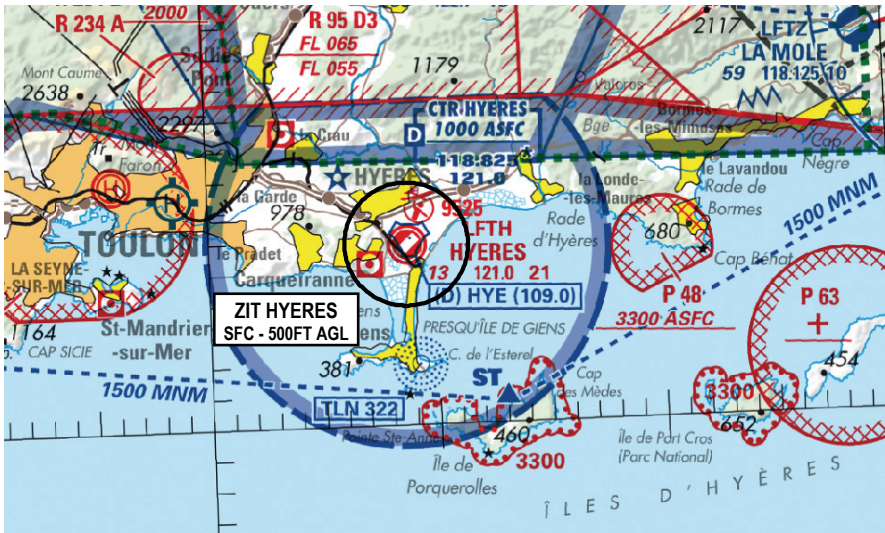 R 234 A
2000
R 95 D3
FL 065
FL 055
1179
2117
LFTZ
LA MOLE
59 118.125 10
Mont Caume
2638
2297
Faron
la Crau
D
CTR HYERES
1000 ASFC
118.825
121.0
HYERES
Bormes
-les-Mimosas
Cap
Nègre
le Lavandou
Rade de
Bormes
la Londe
-les-Maures
Rade
d'Hyères
la Garde
978
TOULON
le Pradet
Carqueiranne
9525
LFTH
HYERES
13 121.0 21
(D) HYE (109.0)
680
Cap Bénat
1500 MNM
P 48
3300 ASFC
P 63
454
LA SEYNE-
SUR-MER
St-Mandrier
-sur-Mer
164
CAP SICIE
ZIT HYERES
SFC - 500FT AGL
PRESQU'ÎLE DE GIENS
C. de l'Esterel
381
ST
Cap
des Mèdes
1500 MNM
TLN 322
Pointe Ste-Anne
460
3300
Île de
Porquerolles
3300
652
Île de Port Cros
(Parc National)
ÎLES D'HYÈRES